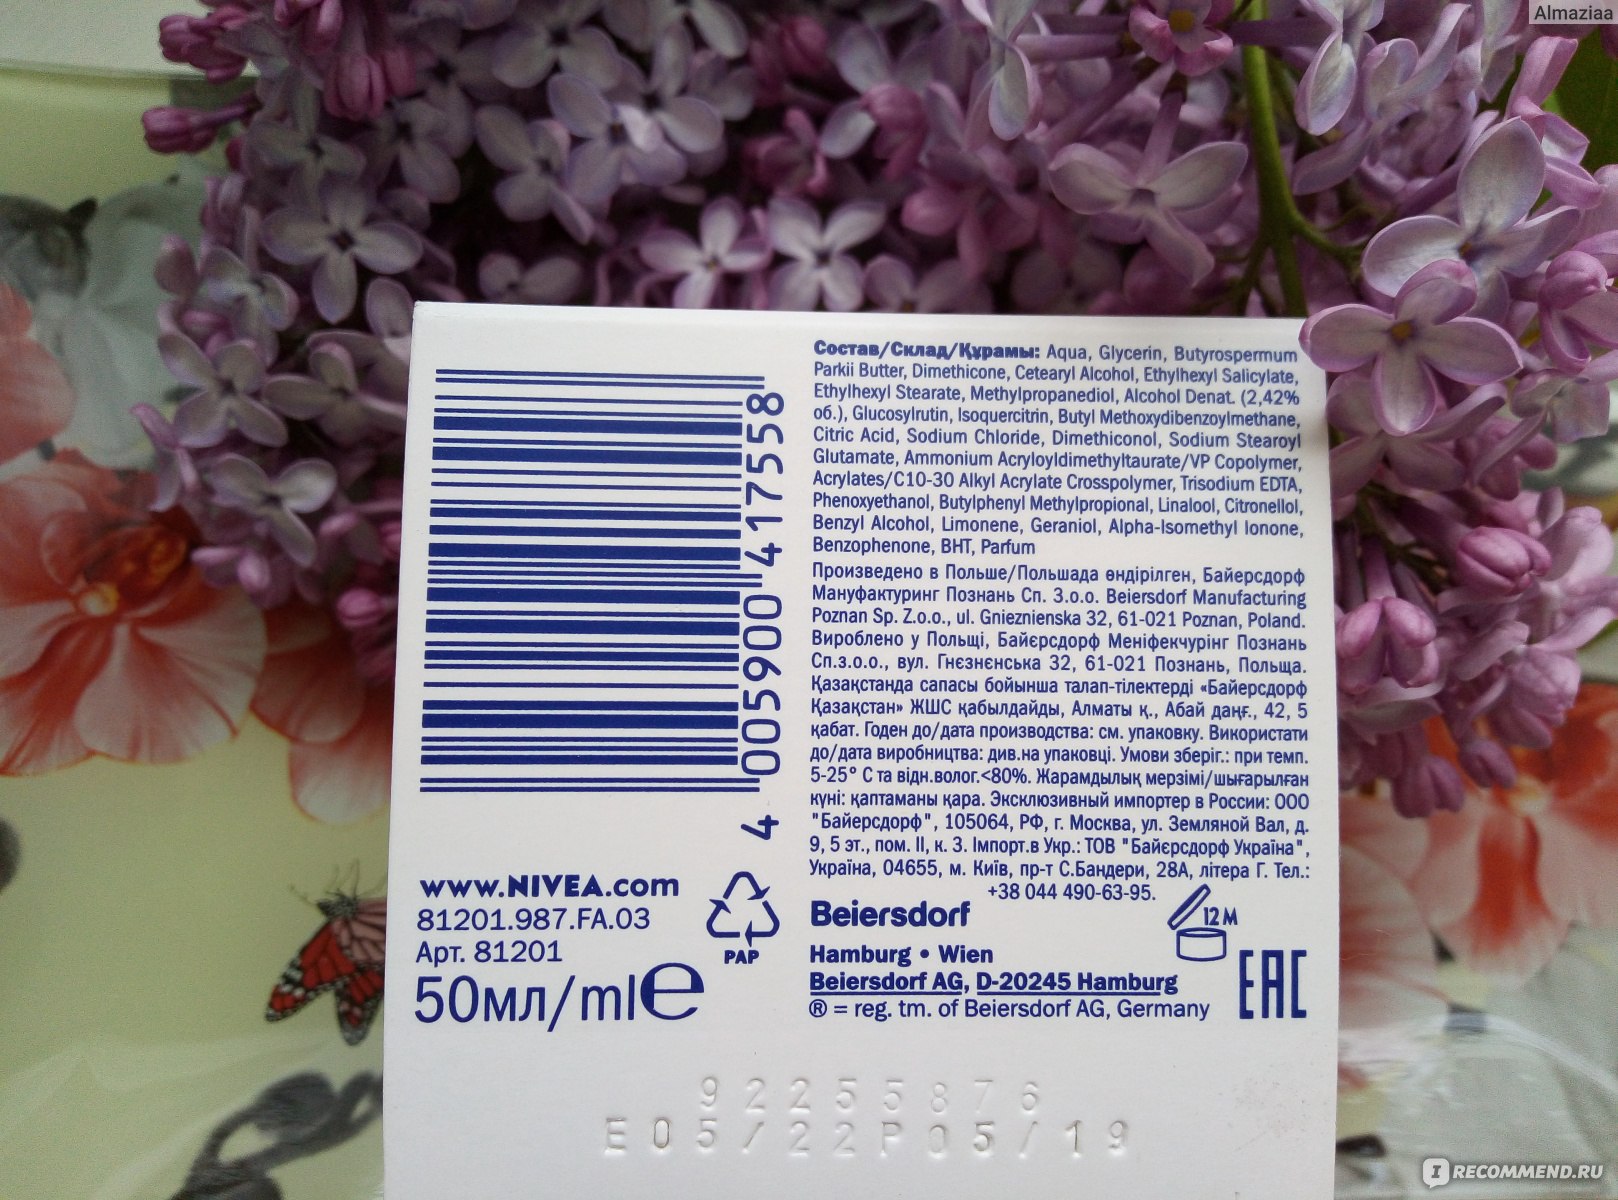 Almaziaa
4 005900 417558
www.NIVEA.com
81201.987.FA.03
Арт. 81201
50мл/ml e
PAP
Состав/Склад/Құрамы: Aqua, Glycerin, Butyrospermum
Parkii Butter, Dimethicone, Cetearyl Alcohol, Ethylhexyl Salicylate,
Ethylhexyl Stearate, Methylpropanediol, Alcohol Denat. (2,42%
об.), Glucosylrutin, Isoquercitrin, Butyl Methoxydibenzoylmethane,
Citric Acid, Sodium Chloride, Dimethiconol, Sodium Stearoyl
Glutamate, Ammonium Acryloyldimethyltaurate/VP Copolymer,
Acrylates/C10-30 Alkyl Acrylate Crosspolymer, Trisodium EDTA,
Phenoxyethanol, Butylphenyl Methylpropional, Linalool, Citronellol,
Benzyl Alcohol, Limonene, Geraniol, Alpha-Isomethyl Ionone,
Benzophenone, BHT, Parfum
Произведено в Польше/Польшада өндірілген, Байерсдорф
Мануфактуринг Познань Сп. З.о.о. Beiersdorf Manufacturing
Poznan Sp. Z.o.o., ul. Gnieznienska 32, 61-021 Poznan, Poland.
Вироблено у Польщі, Байєрсдорф Меніфекчурінг Познань
Сп.з.о.о., вул. Гнєзнєнська 32, 61-021 Познань, Польща.
Қазақстанда сапасы бойынша талап-тілектерді «Байерсдорф
Қазақстан» ЖШС қабылдайды, Алматы қ., Абай даңғ., 42, 5
қабат. Годен до/дата производства: см. упаковку. Використати
до/дата виробництва: див.на упаковці. Умови зберіг.: при темп.
5-25° С та відн.волог.<80%. Жарамдылық мерзімі/шығарылған
күні: қаптаманы қара. Эксклюзивный импортер в России: ООО
"Байерсдорф", 105064, РФ, г. Москва, ул. Земляной Вал, д.
9, 5 эт., пом. II, к. 3. Імпорт.в Укр.: ТОВ "Байєрсдорф Україна",
Україна, 04655, м. Київ, пр-т С.Бандери, 28А, літера Г. Тел.:
+38 044 490-63-95.
Beiersdorf
12M
Hamburg • Wien
Beiersdorf AG, D-20245 Hamburg
® = reg. tm. of Beiersdorf AG, Germany
EAC
92255876
E05/22P05/19
IRECOMMEND.RU